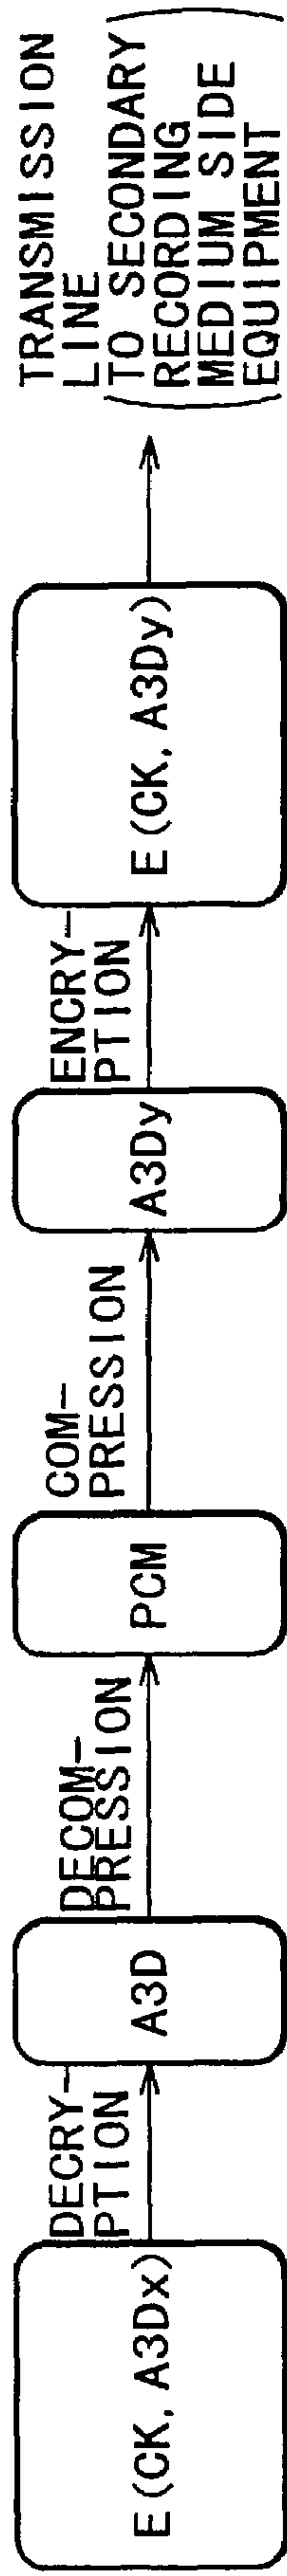 E (CK, A3Dx)
DECRY-
PTION
A3D
DECOM-
PRESSION
PCM
COM-
PRESSION
A3Dy
ENCRY-
PTION
E (CK, A3Dy)
TRANSMISSION
LINE
(TO SECONDARY
RECORDING
MEDIUM SIDE
EQUIPMENT)